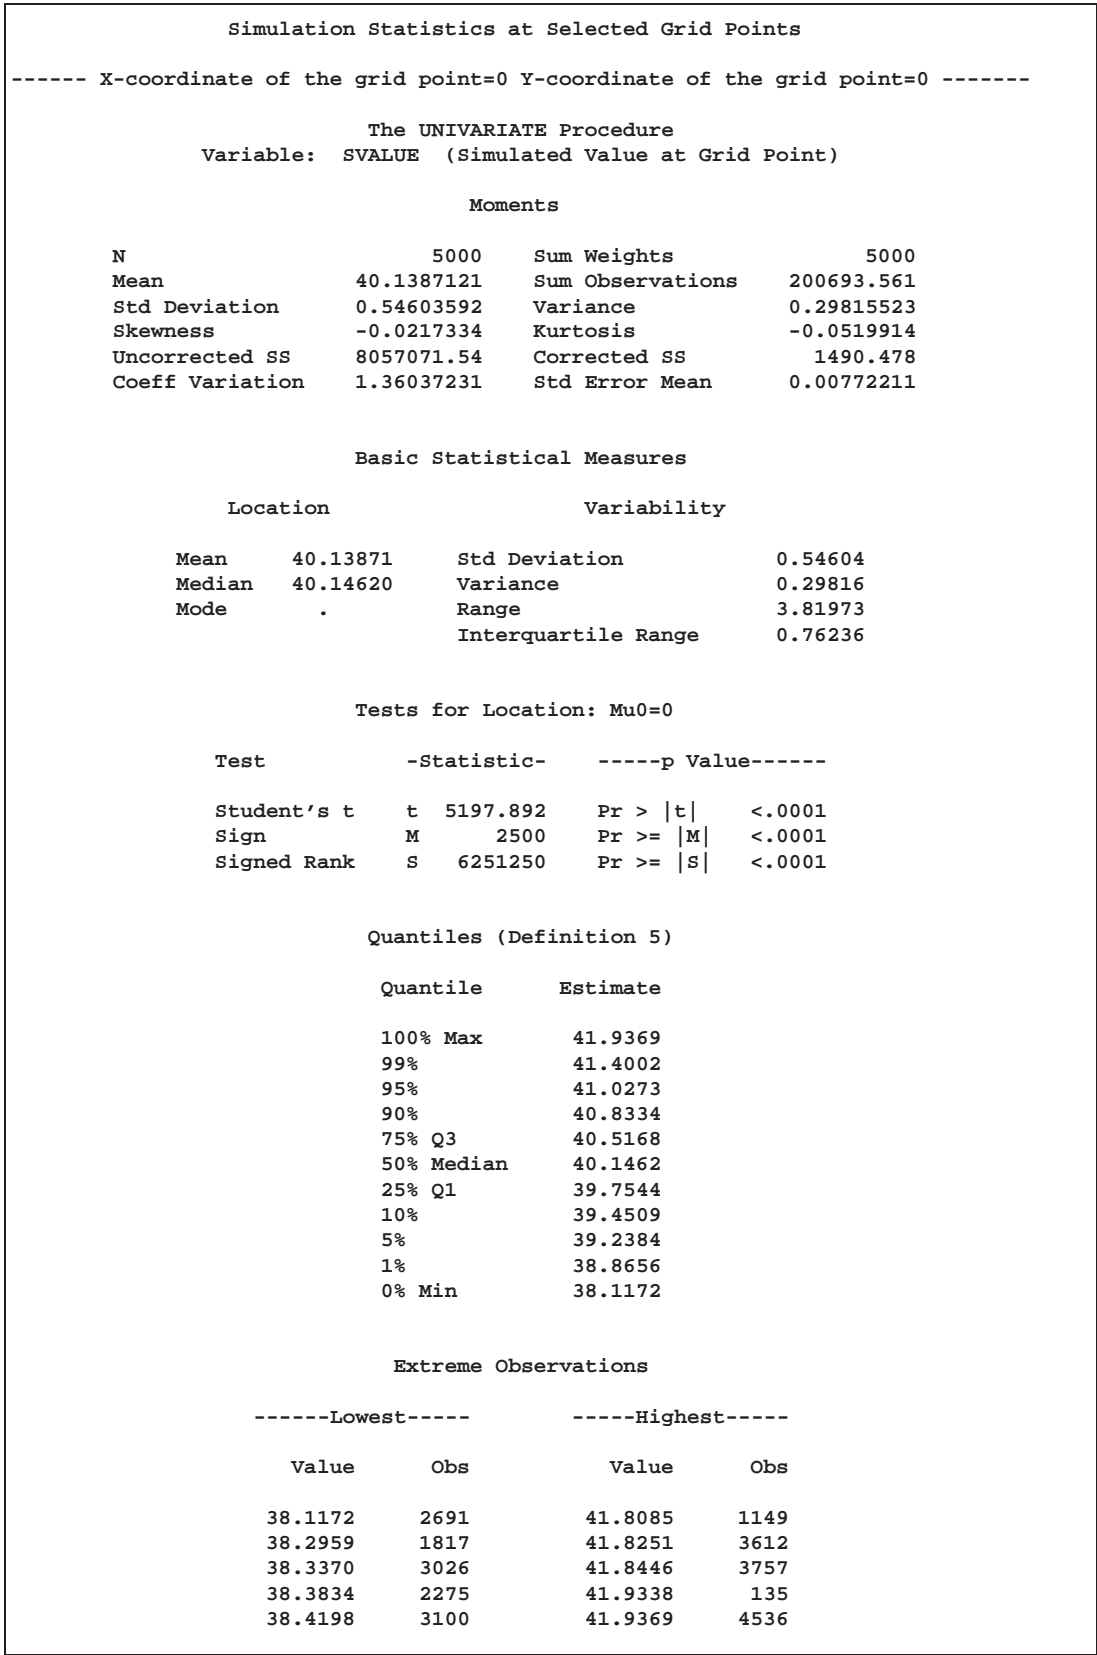 Simulation Statistics at Selected Grid Points
------ X-coordinate of the grid point=0 Y-coordinate of the grid point=0 -------
The UNIVARIATE Procedure
Variable: SVALUE (Simulated Value at Grid Point)
Moments
N 5000 Sum Weights 5000
Mean 40.1387121 Sum Observations 200693.561
Std Deviation 0.54603592 Variance 0.29815523
Skewness -0.0217334 Kurtosis -0.0519914
Uncorrected SS 8057071.54 Corrected SS 1490.478
Coeff Variation 1.36037231 Std Error Mean 0.00772211
Basic Statistical Measures
Location Variability
Mean 40.13871 Std Deviation 0.54604
Median 40.14620 Variance 0.29816
Mode . Range 3.81973
Interquartile Range 0.76236
Tests for Location: Mu0=0
Test -Statistic- -----p Value------
Student's t t 5197.892 Pr > |t| <.0001
Sign M 2500 Pr >= |M| <.0001
Signed Rank S 6251250 Pr >= |S| <.0001
Quantiles (Definition 5)
Quantile Estimate
100% Max 41.9369
99% 41.4002
95% 41.0273
90% 40.8334
75% Q3 40.5168
50% Median 40.1462
25% Q1 39.7544
10% 39.4509
5% 39.2384
1% 38.8656
0% Min 38.1172
Extreme Observations
------Lowest----- -----Highest-----
Value Obs Value Obs
38.1172 2691 41.8085 1149
38.2959 1817 41.8251 3612
38.3370 3026 41.8446 3757
38.3834 2275 41.9338 135
38.4198 3100 41.9369 4536